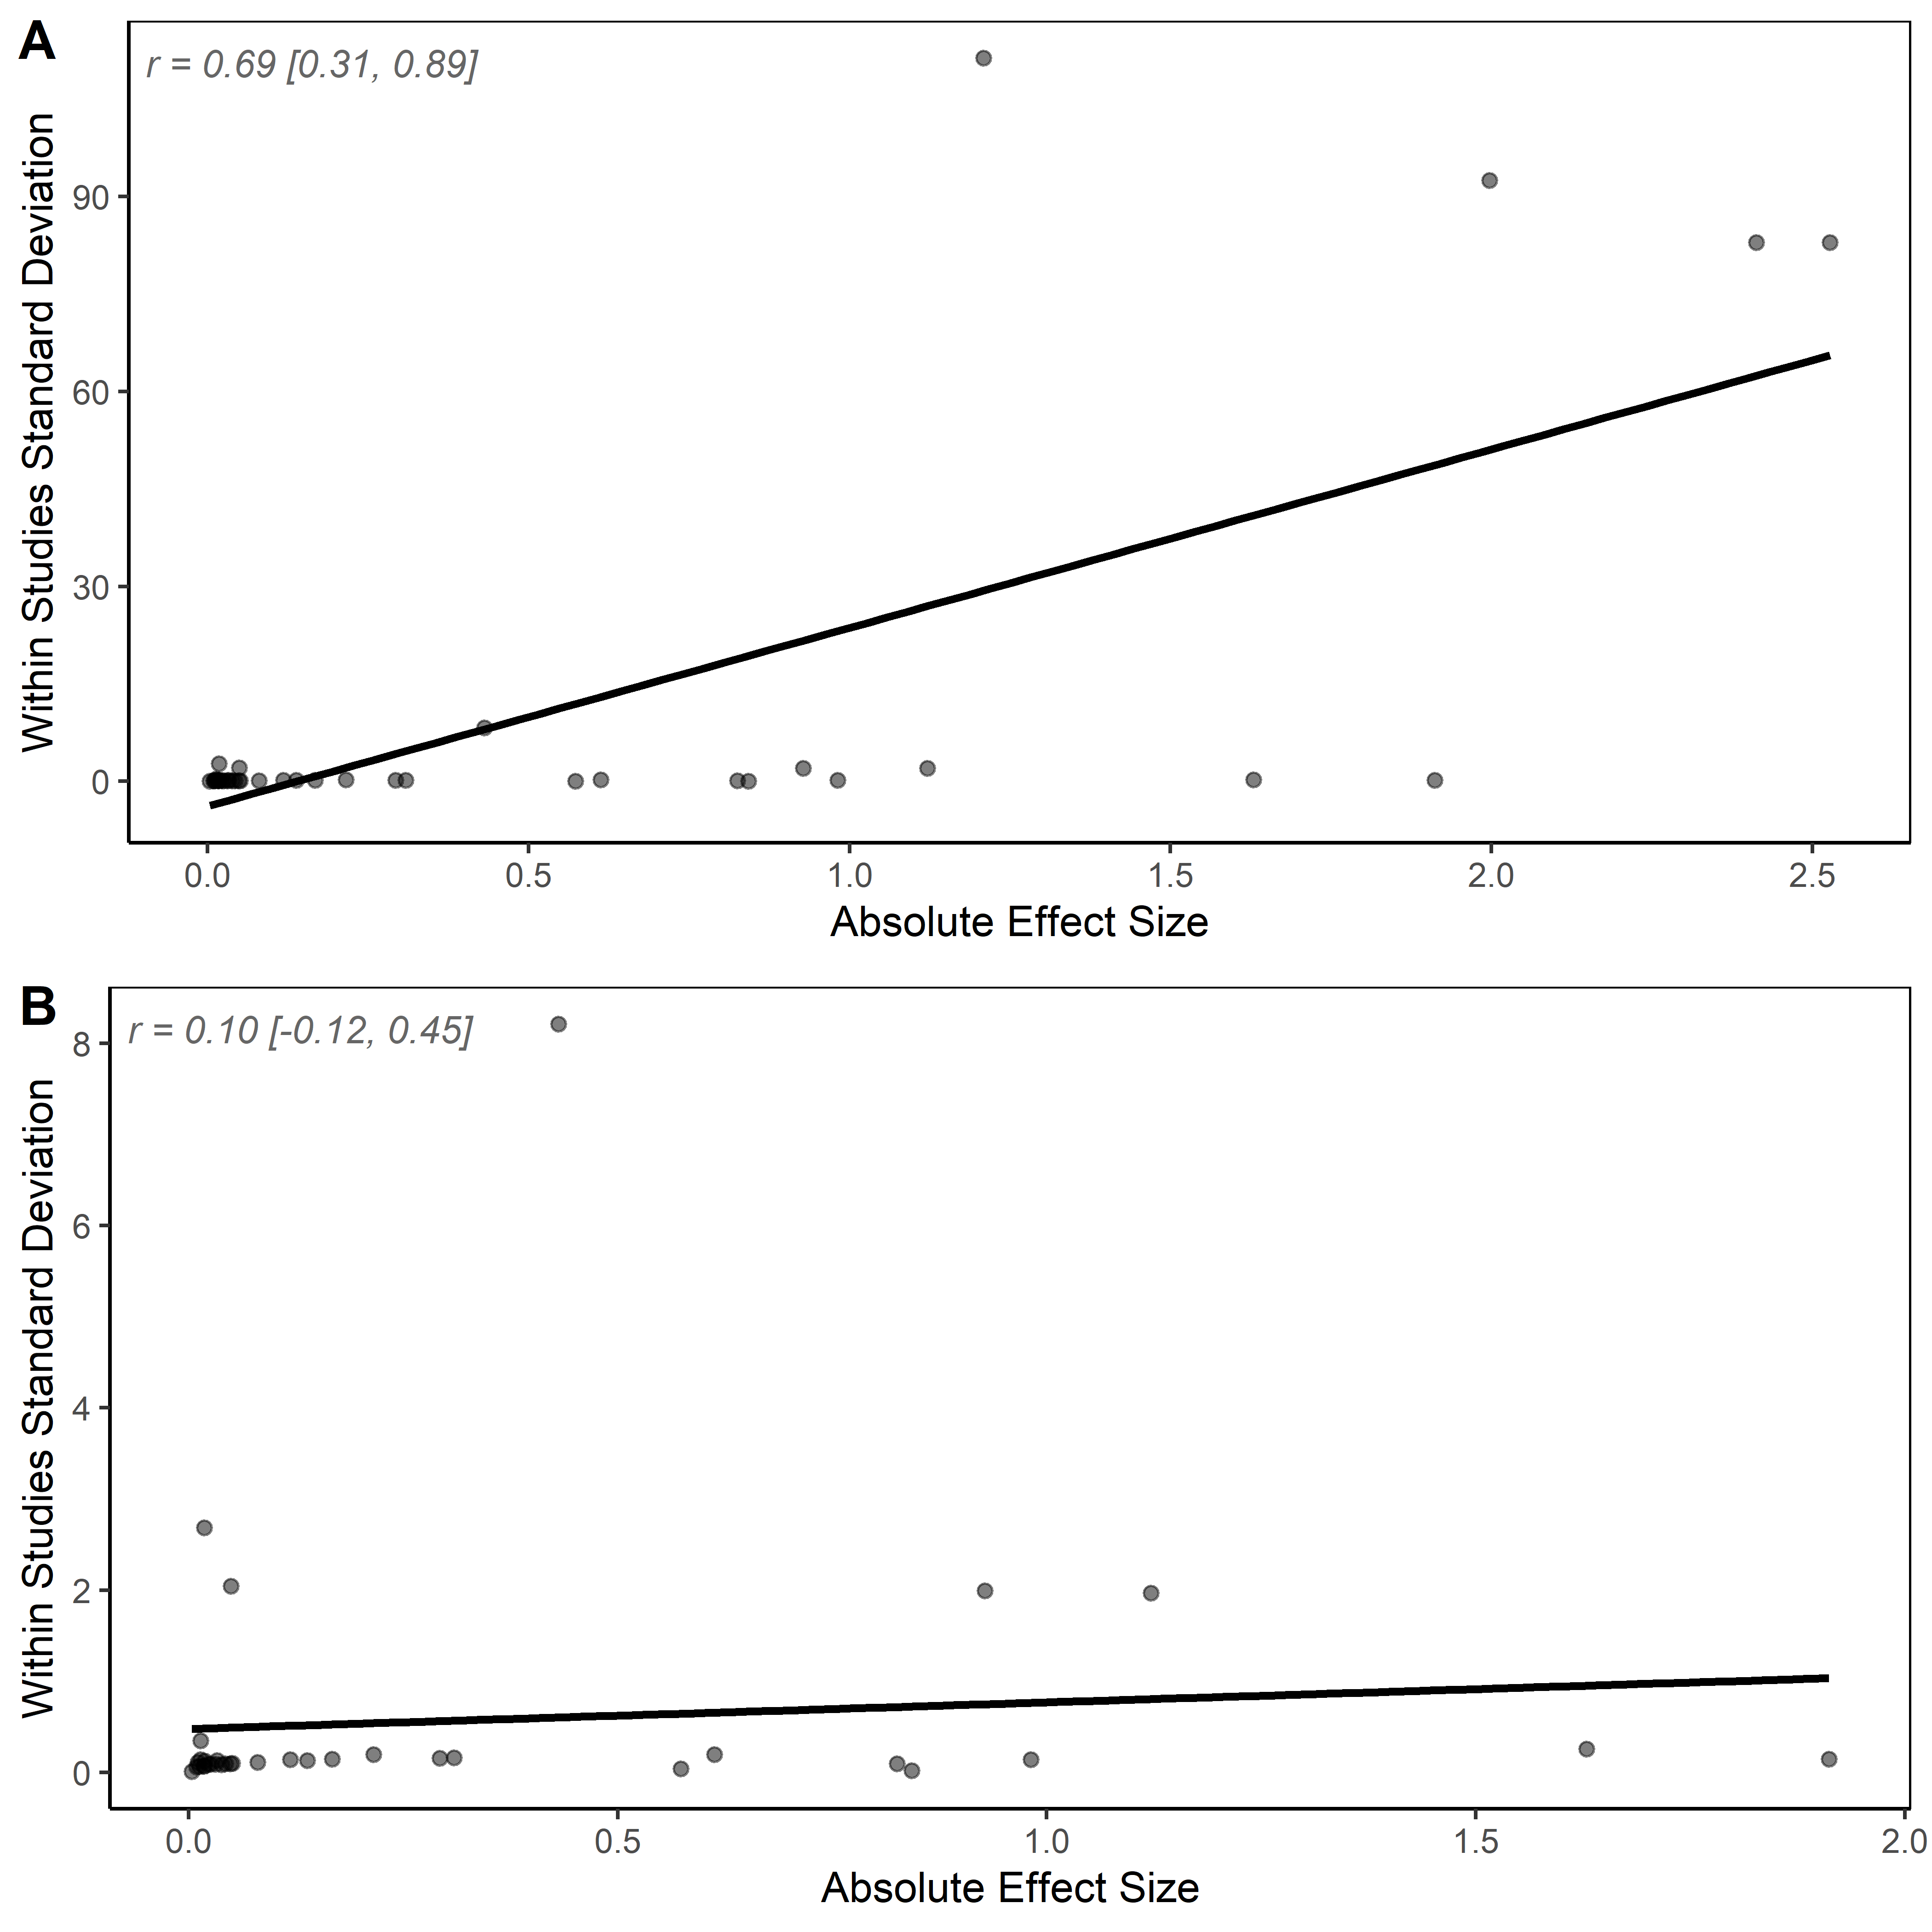 A
r = 0.69 [0.31, 0.89]
Within Studies Standard Deviation
90
60
30
0
0.0 0.5 1.0 1.5 2.0 2.5
Absolute Effect Size
B
r = 0.10 [-0.12, 0.45]
Within Studies Standard Deviation
8
6
4
2
0
0.0 0.5 1.0 1.5 2.0
Absolute Effect Size